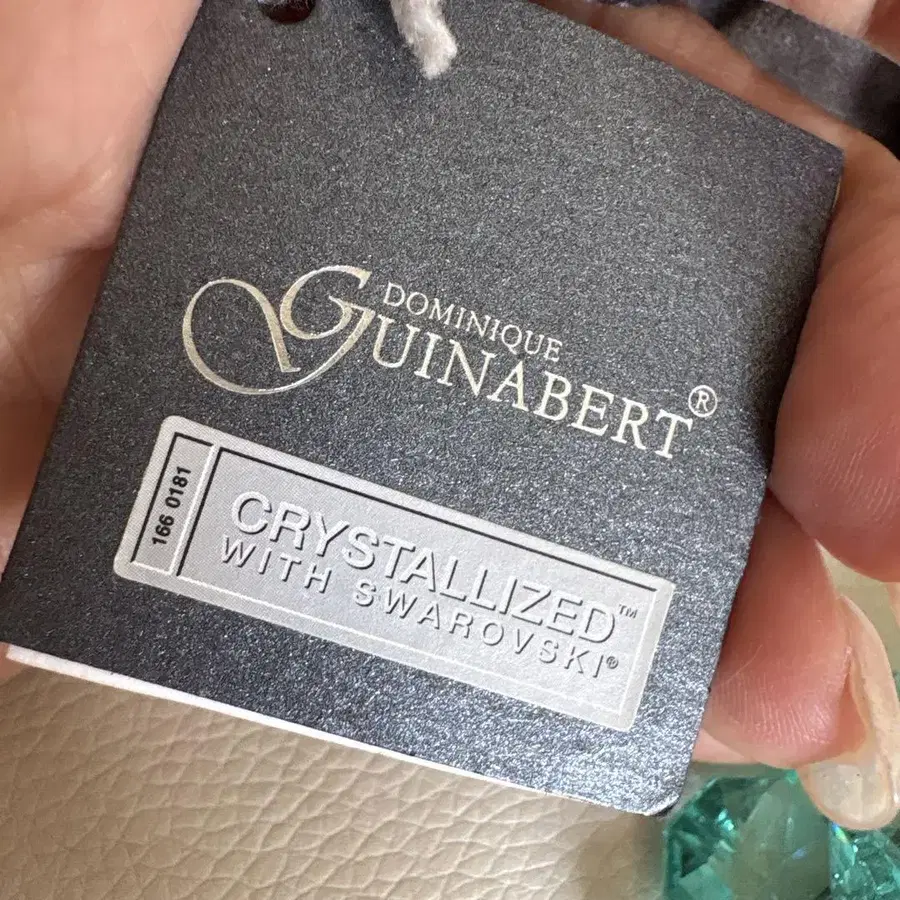 DOMINIQUE
GUINABERT®
166 0181
CRYSTALLIZED™
WITH SWAROVSKI®